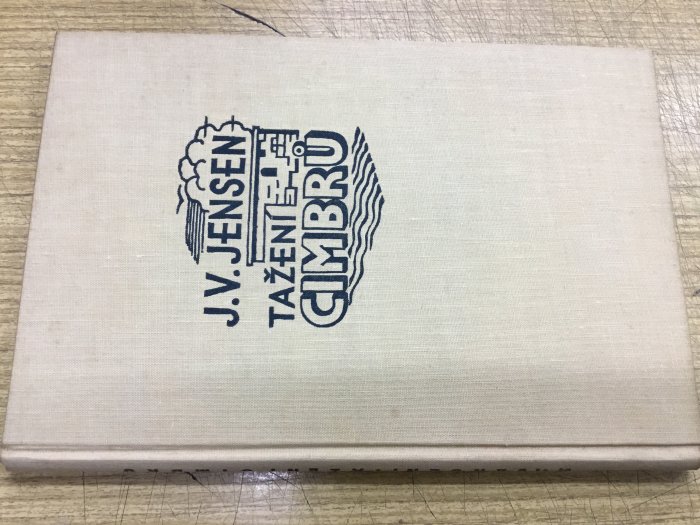 J.V. JENSEN
TAŽENÍ
CIMBRŮ